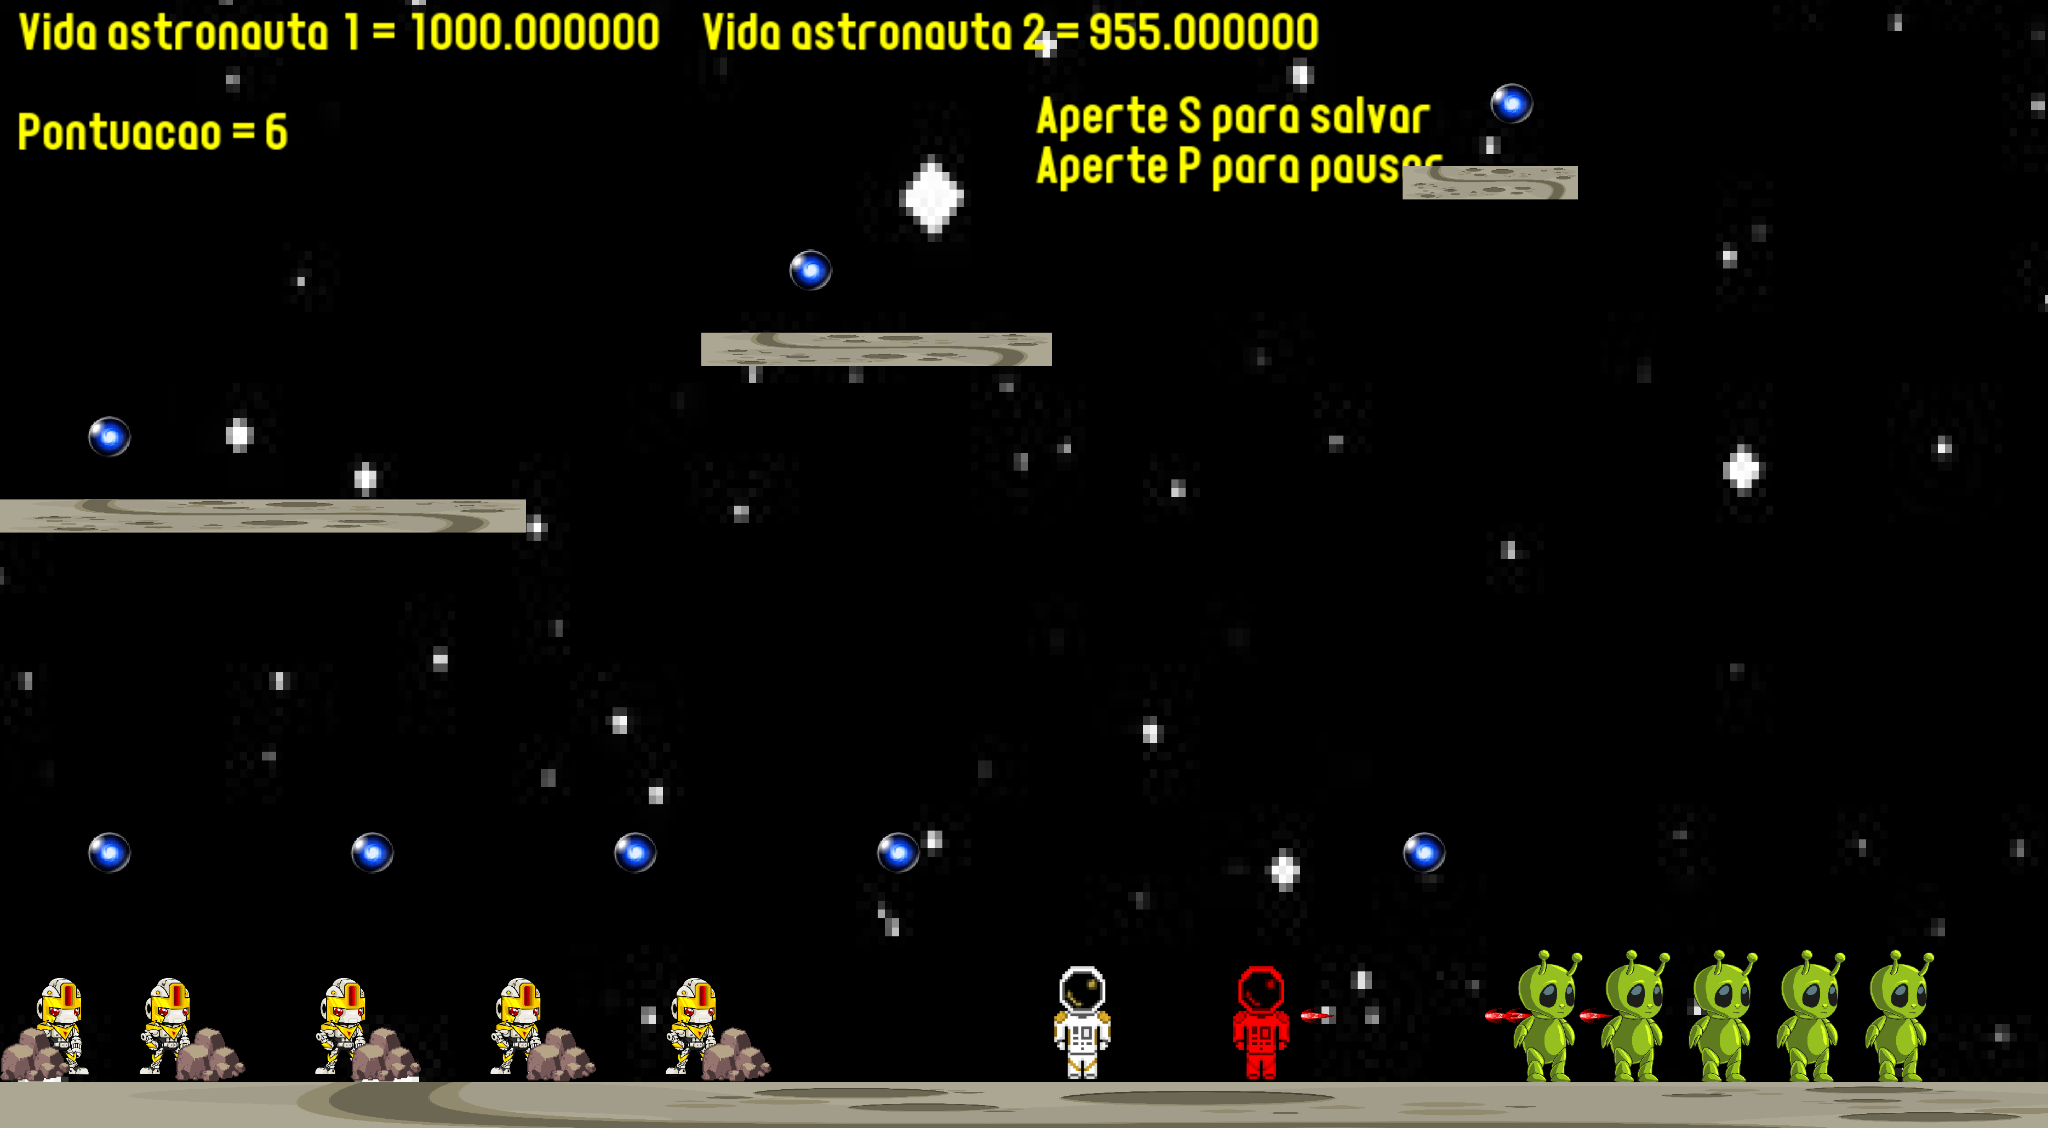 Vida astronauta 1 = 1000.000000
Vida astronauta 2 = 955.000000
Pontuacao = 6
Aperte S para salvar
Aperte P para pausar